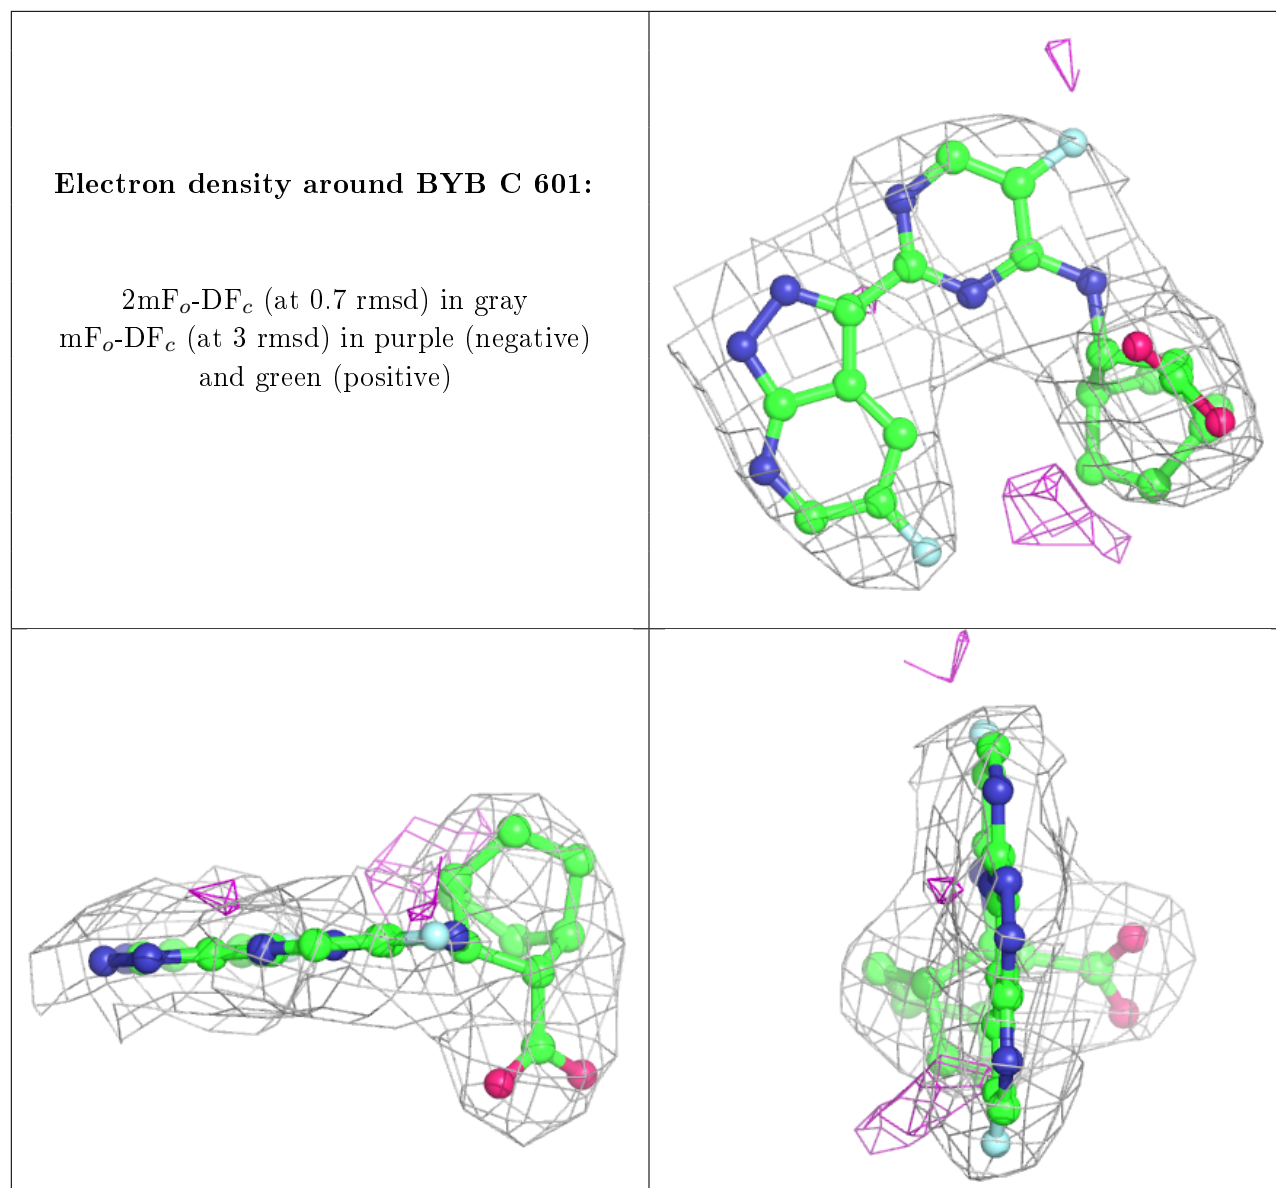 Electron density around BYB C 601:
2mFo-DFc (at 0.7 rmsd) in gray
mFo-DFc (at 3 rmsd) in purple (negative)
and green (positive)